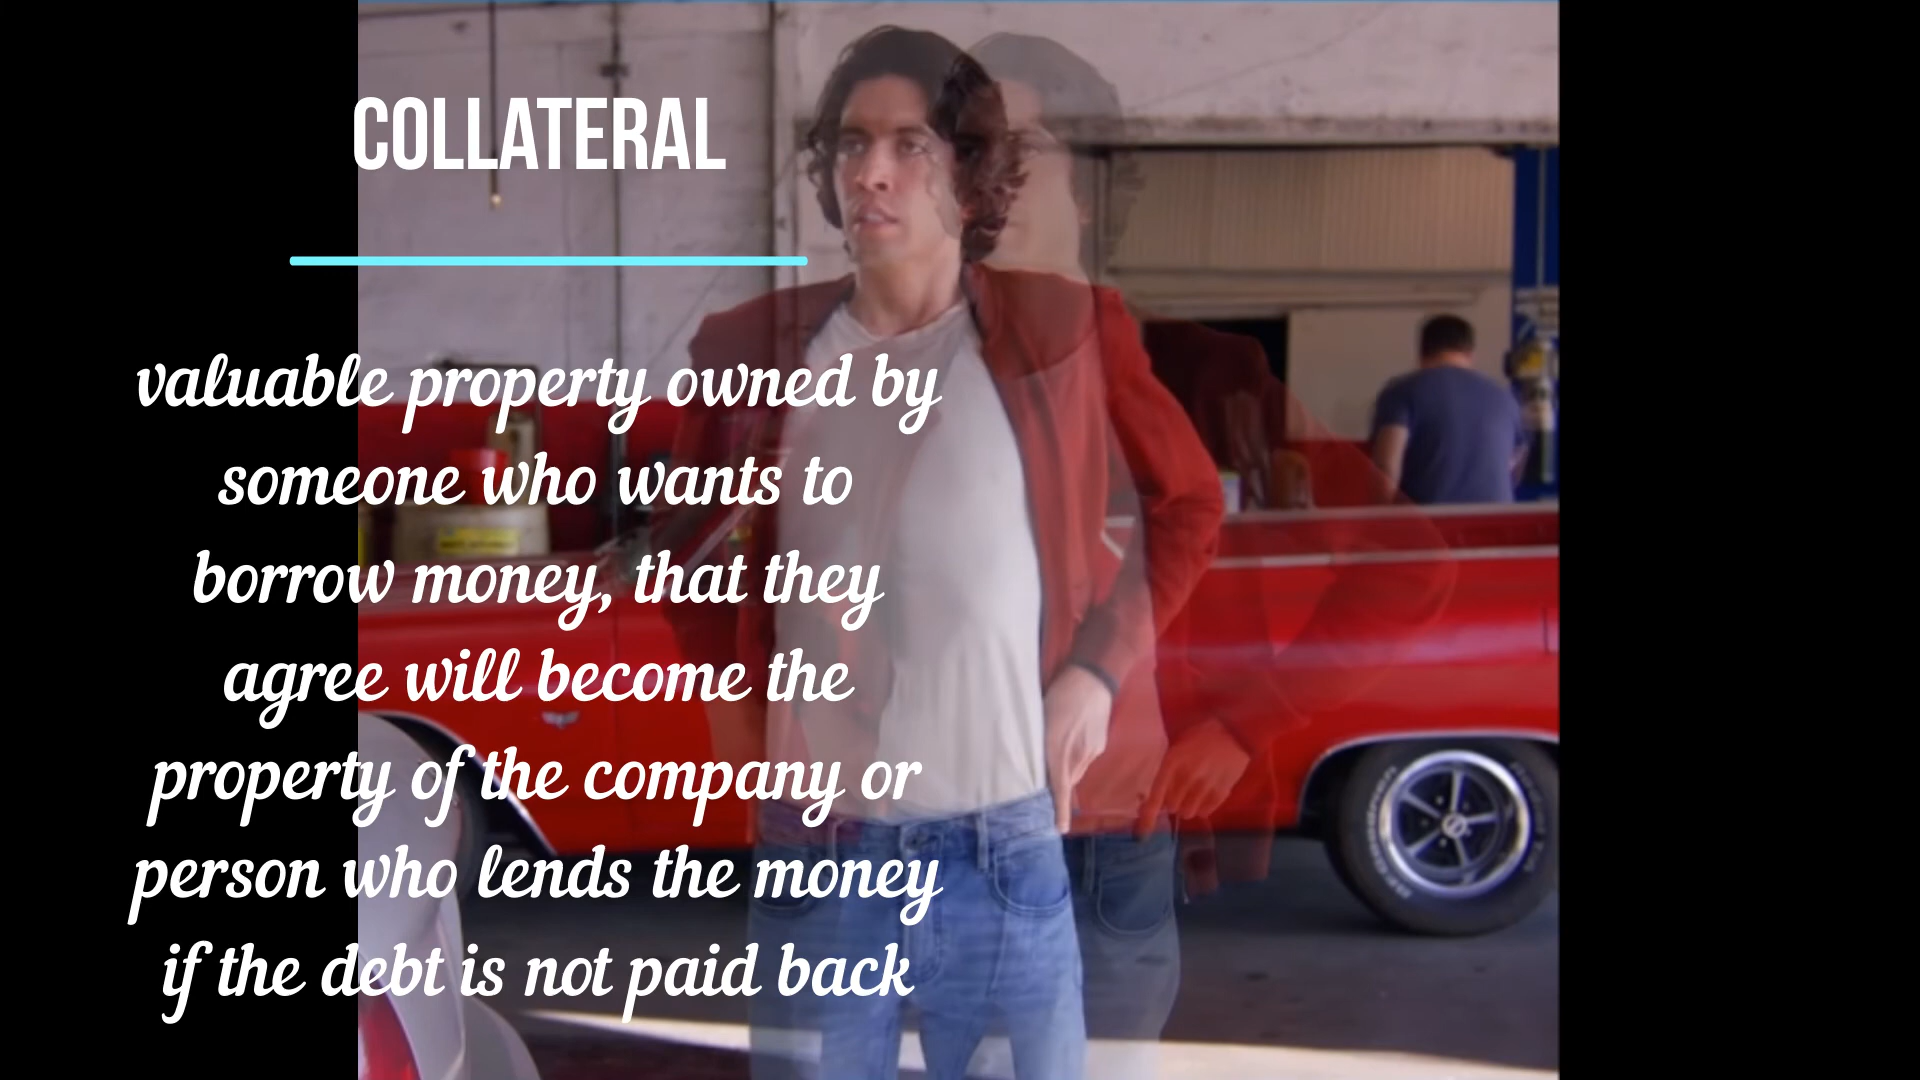 COLLATERAL
valuable property owned by
someone who wants to
borrow money, that they
agree will become the
property of the company or
person who lends the money
if the debt is not paid back